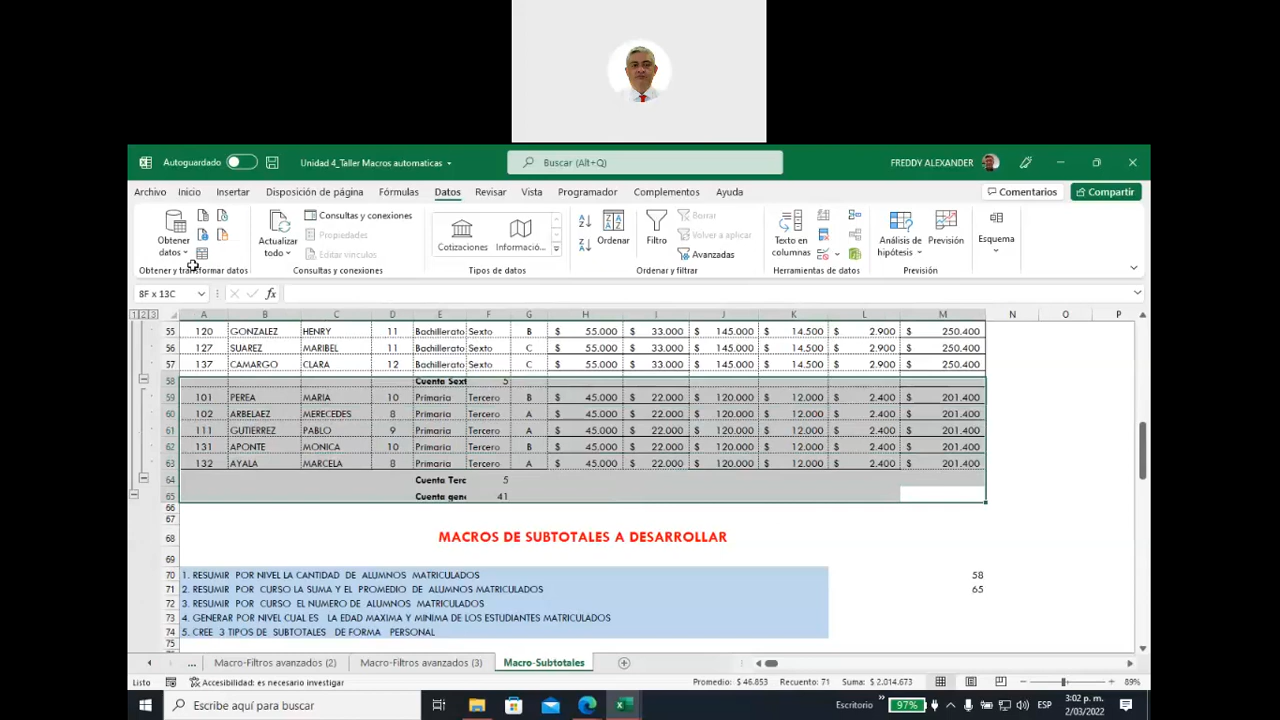 Autoguardado Unidad 4_Taller Macros automaticas Buscar (Alt+Q) FREDDY ALEXANDER
Archivo Inicio Insertar Disposición de página Fórmulas Datos Revisar Vista Programador Complementos Ayuda Comentarios Compartir
Obtener datos
Actualizar todo
Consultas y conexiones
Propiedades
Editar vínculos
Cotizaciones
Informació...
Ordenar
Filtro
Borrar
Volver a aplicar
Avanzadas
Texto en columnas
Análisis de hipótesis
Previsión
Esquema
Obtener y transformar datos Consultas y conexiones Tipos de datos Ordenar y filtrar Herramientas de datos Previsión
8F x 13C fx
1 2 3 A B C D E F G H I J K L M N O P
55 120 GONZALEZ HENRY 11 Bachillerato Sexto B $ 55.000 $ 33.000 $ 145.000 $ 14.500 $ 2.900 $ 250.400
56 127 SUAREZ MARIBEL 11 Bachillerato Sexto C $ 55.000 $ 33.000 $ 145.000 $ 14.500 $ 2.900 $ 250.400
57 137 CAMARGO CLARA 12 Bachillerato Sexto C $ 55.000 $ 33.000 $ 145.000 $ 14.500 $ 2.900 $ 250.400
58 Cuenta Sext 5
59 101 PEREA MARIA 10 Primaria Tercero B $ 45.000 $ 22.000 $ 120.000 $ 12.000 $ 2.400 $ 201.400
60 102 ARBELAEZ MERECEDES 8 Primaria Tercero A $ 45.000 $ 22.000 $ 120.000 $ 12.000 $ 2.400 $ 201.400
61 111 GUTIERREZ PABLO 9 Primaria Tercero A $ 45.000 $ 22.000 $ 120.000 $ 12.000 $ 2.400 $ 201.400
62 131 APONTE MONICA 10 Primaria Tercero B $ 45.000 $ 22.000 $ 120.000 $ 12.000 $ 2.400 $ 201.400
63 132 AYALA MARCELA 8 Primaria Tercero A $ 45.000 $ 22.000 $ 120.000 $ 12.000 $ 2.400 $ 201.400
64 Cuenta Terc 5
65 Cuenta gene 41
66
67
68 MACROS DE SUBTOTALES A DESARROLLAR
69
70 1. RESUMIR POR NIVEL LA CANTIDAD DE ALUMNOS MATRICULADOS 58
71 2. RESUMIR POR CURSO LA SUMA Y EL PROMEDIO DE ALUMNOS MATRICULADOS 65
72 3. RESUMIR POR CURSO EL NUMERO DE ALUMNOS MATRICULADOS
73 4. GENERAR POR NIVEL CUAL ES LA EDAD MAXIMA Y MINIMA DE LOS ESTUDIANTES MATRICULADOS
74 5. CREE 3 TIPOS DE SUBTOTALES DE FORMA PERSONAL
75
... Macro-Filtros avanzados (2) Macro-Filtros avanzados (3) Macro-Subtotales
Listo Accesibilidad: es necesario investigar Promedio: $ 46.853 Recuento: 71 Suma: $ 2.014.673 89%
Escribe aquí para buscar Escritorio 97% ESP 3:02 p. m.
2/03/2022